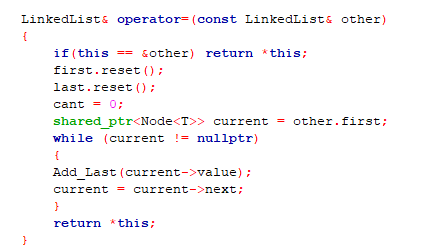 LinkedList& operator=(const LinkedList& other)
{
if(this == &other) return *this;
first.reset();
last.reset();
cant = 0;
shared_ptr<Node<T>> current = other.first;
while (current != nullptr)
{
Add_Last(current->value);
current = current->next;
}
return *this;
}